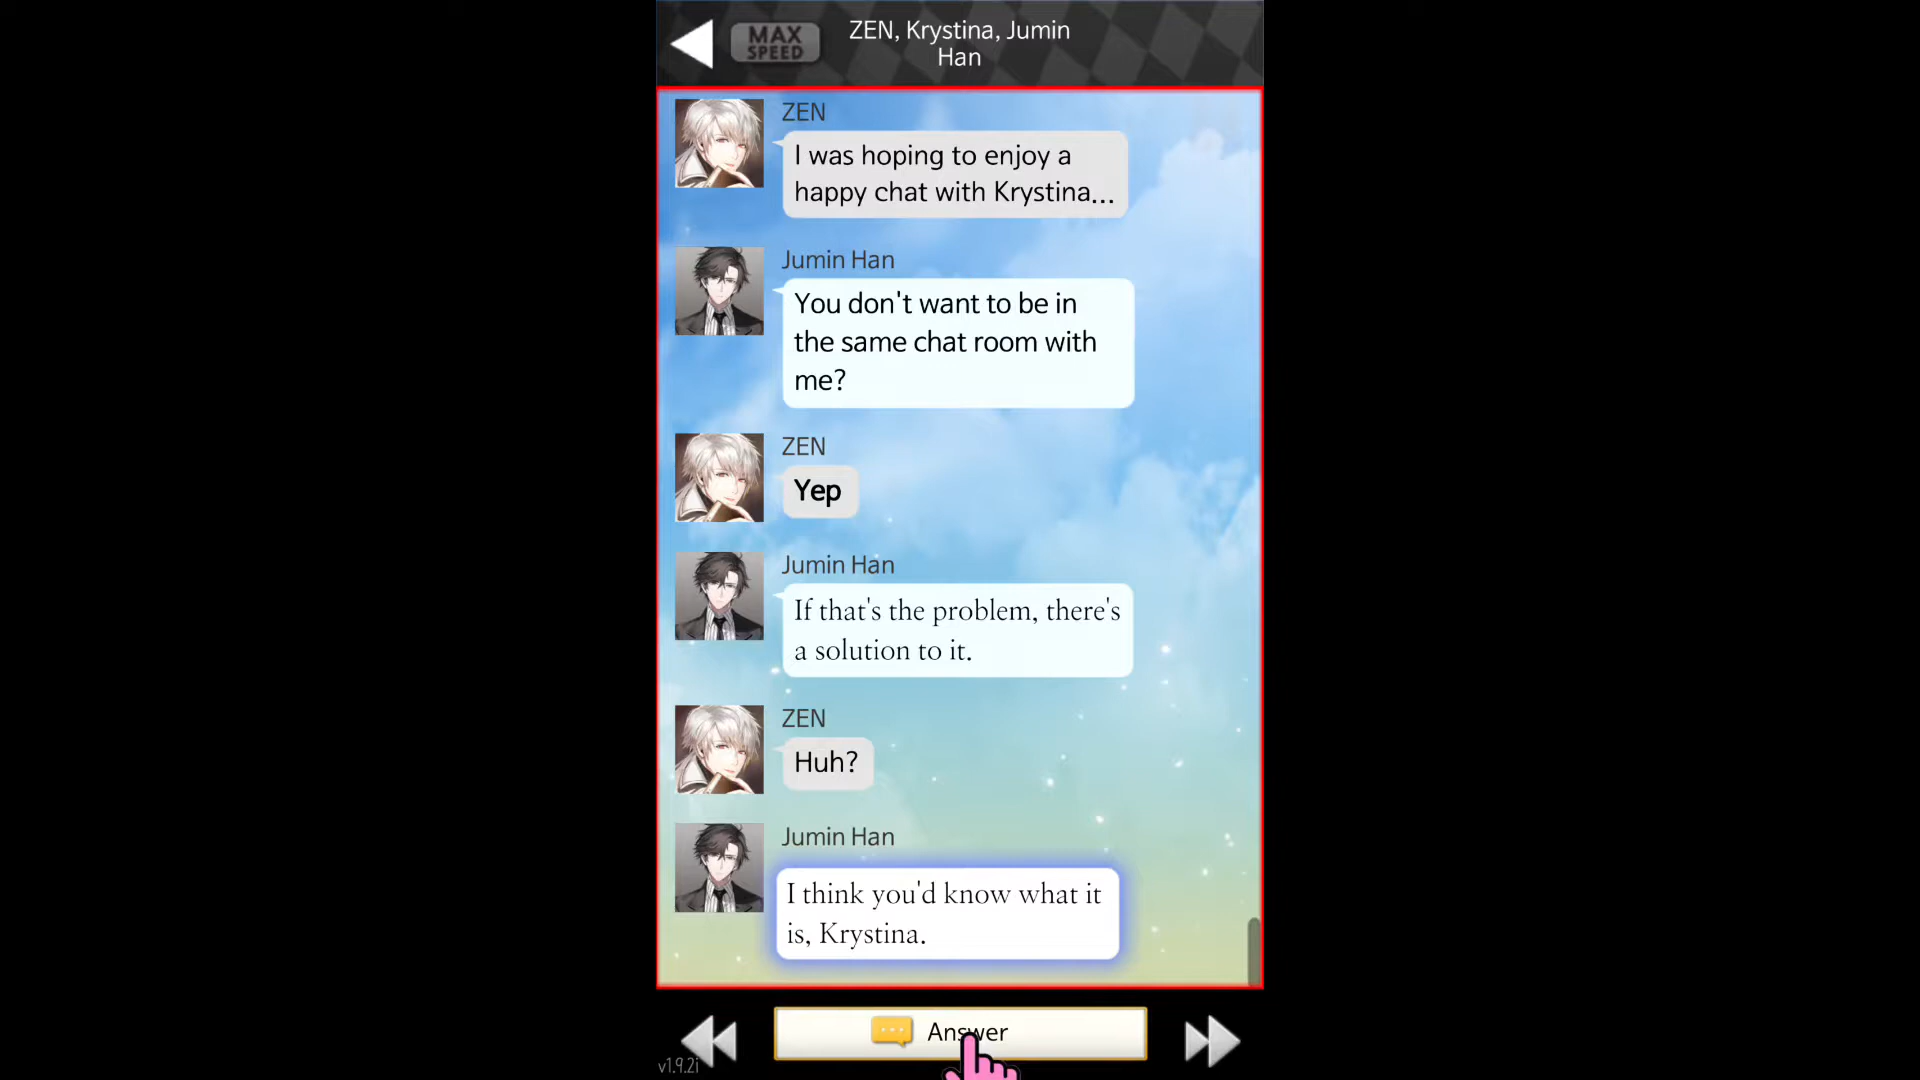 MAX
SPEED
ZEN, Krystina, Jumin
Han
ZEN
I was hoping to enjoy a
happy chat with Krystina...
Jumin Han
You don't want to be in
the same chat room with
me?
ZEN
Yep
Jumin Han
If that's the problem, there's
a solution to it.
ZEN
Huh?
Jumin Han
I think you'd know what it
is, Krystina.
Answer
v1.9.2i